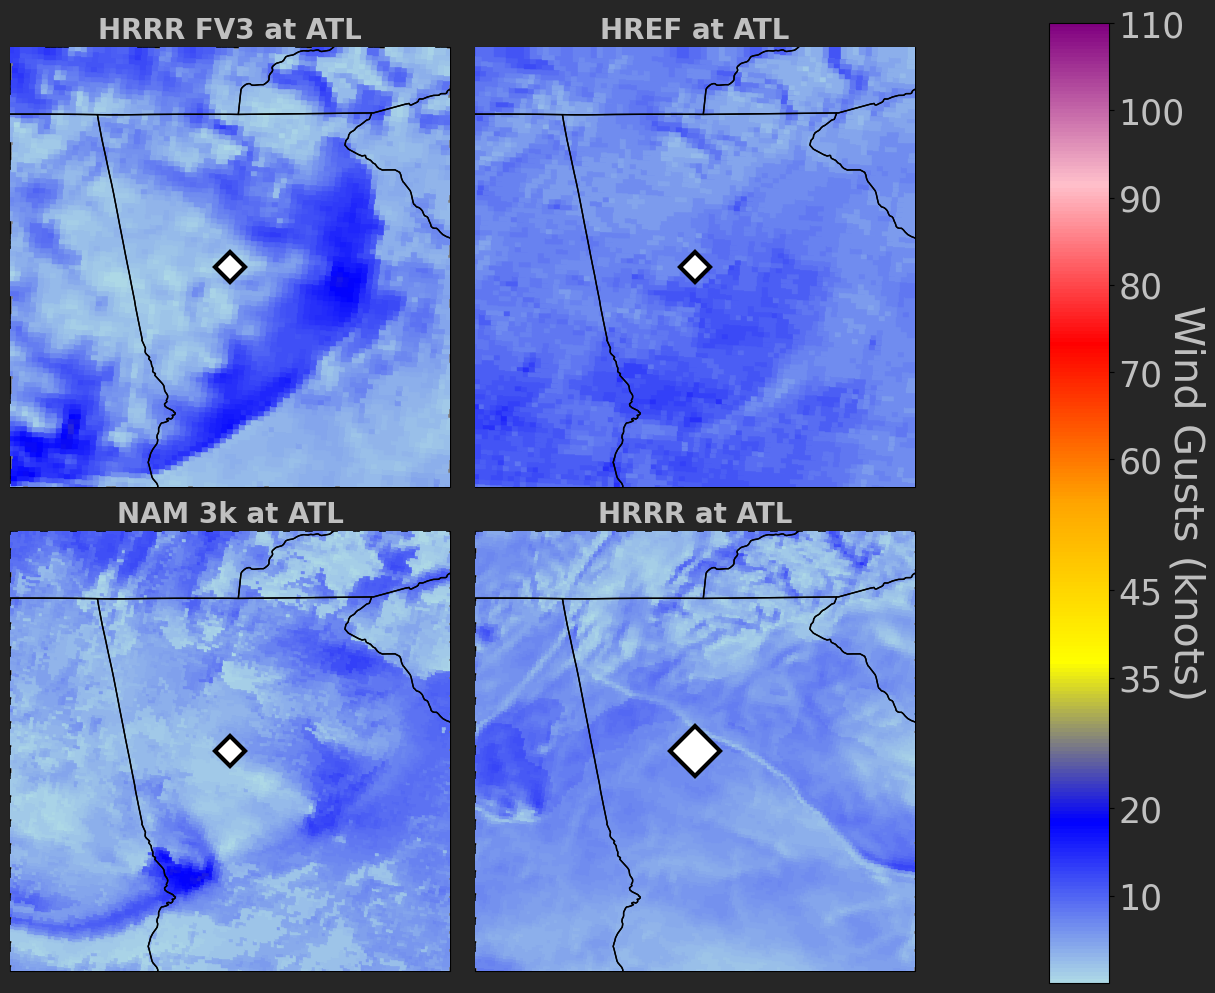 HRRR FV3 at ATL
HREF at ATL
NAM 3k at ATL
HRRR at ATL
110
100
90
80
70
60
45
35
20
10
Wind Gusts (knots)